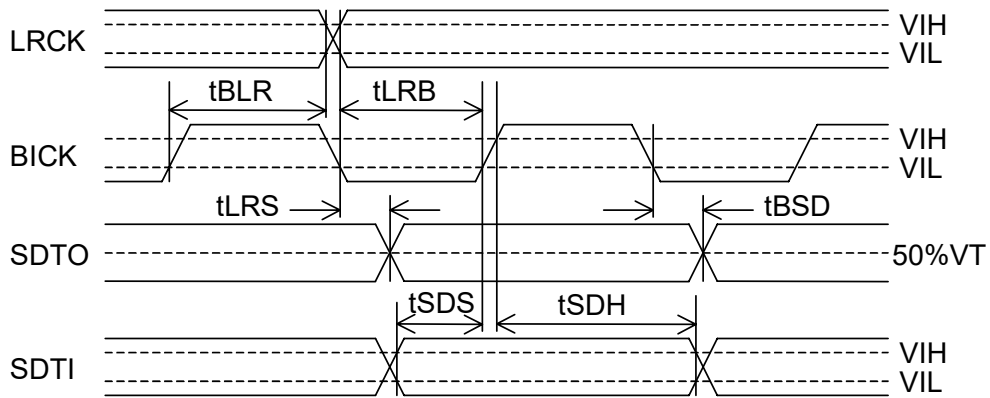 LRCK
VIH
VIL
tBLR
tLRB
BICK
VIH
VIL
tLRS
tBSD
SDTO
50%VT
tSDS
tSDH
SDTI
VIH
VIL